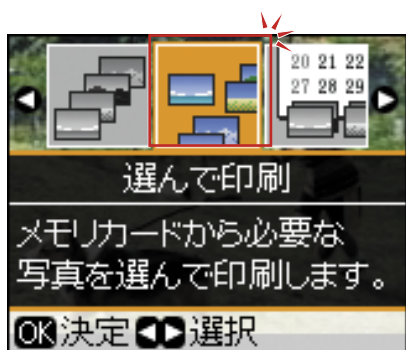 20 21 22
27 28 29
選んで印刷
メモリカードから必要な
写真を選んで印刷します。
OK決定 ◀▶選択